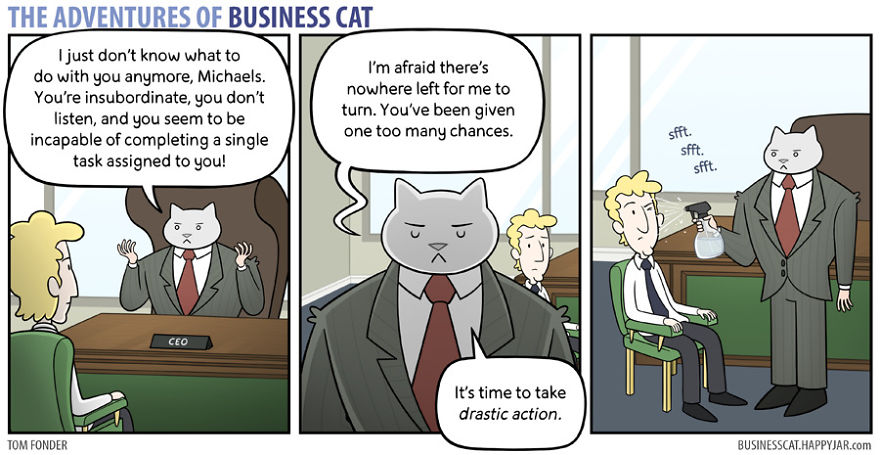 THE ADVENTURES OF BUSINESS CAT
I just don't know what to
do with you anymore, Michaels.
You're insubordinate, you don't
listen, and you seem to be
incapable of completing a single
task assigned to you!
CEO
I'm afraid there's
nowhere left for me to
turn. You've been given
one too many chances.
It's time to take
drastic action.
sfft.
sfft.
sfft.
TOM FONDER
BUSINESSCAT.HAPPYJAR.com